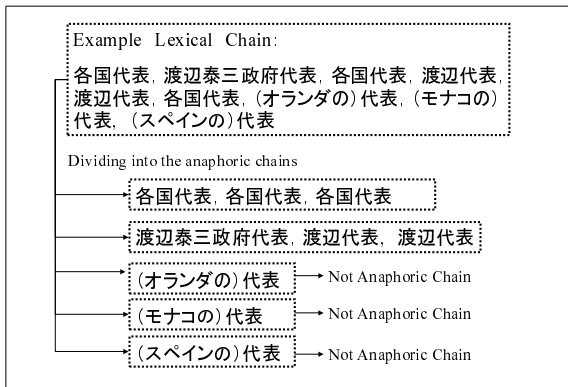 Example Lexical Chain:
各国代表, 渡辺泰三政府代表, 各国代表, 渡辺代表,
渡辺代表, 各国代表, (オランダの)代表, (モナコの)
代表, (スペインの)代表
Dividing into the anaphoric chains
各国代表, 各国代表, 各国代表
渡辺泰三政府代表, 渡辺代表, 渡辺代表
(オランダの)代表 Not Anaphoric Chain
(モナコの)代表 Not Anaphoric Chain
(スペインの)代表 Not Anaphoric Chain